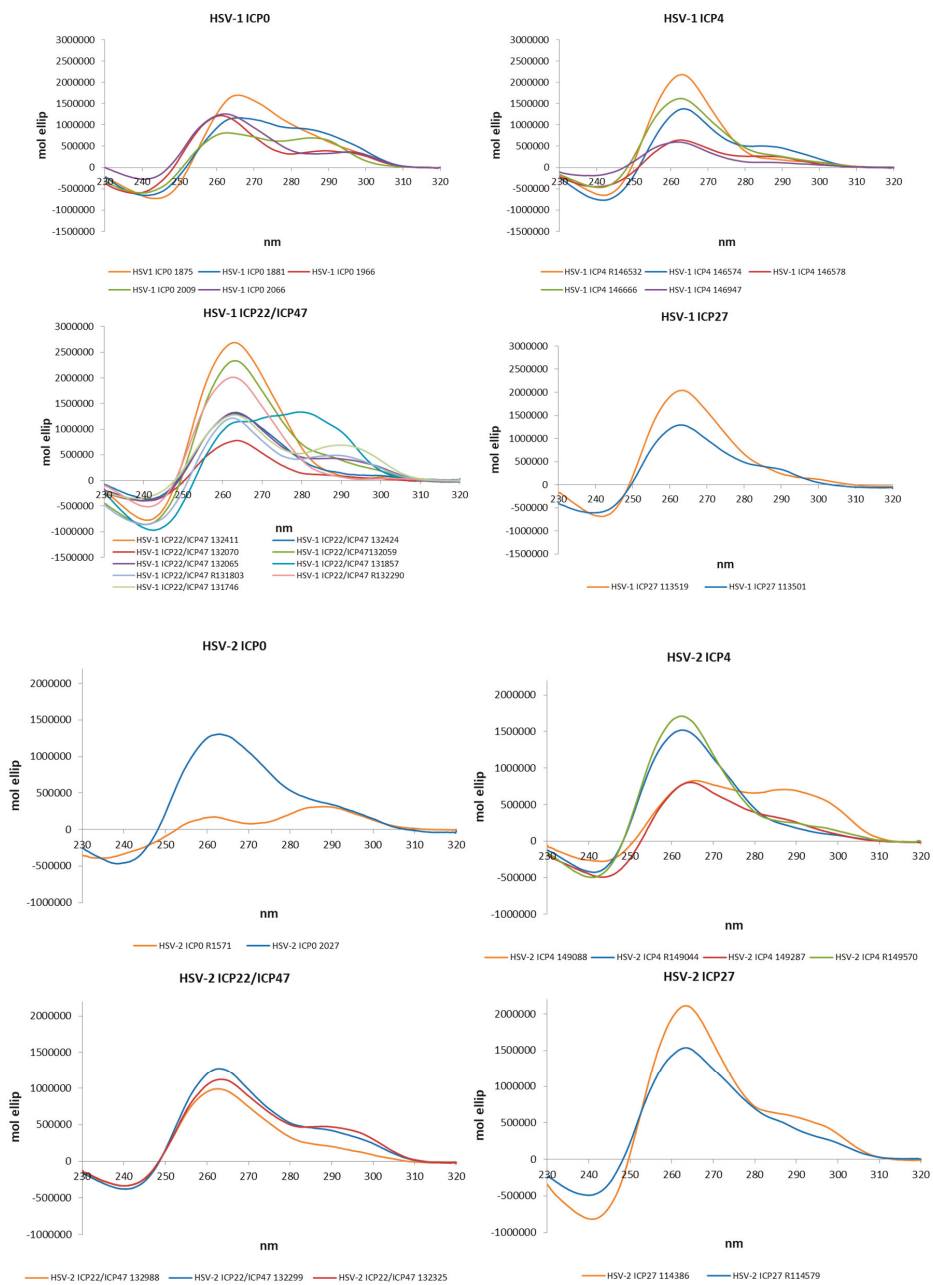 HSV-1 ICP0
3000000
2500000
2000000
1500000
1000000
500000
0
-500000
-1000000
-1500000
mol ellip
230 240 250 260 270 280 290 300 310 320
nm
HSV1 ICP0 1875 HSV-1 ICP0 1881 HSV-1 ICP0 1966
HSV-1 ICP0 2009 HSV-1 ICP0 2066
HSV-1 ICP4
3000000
2500000
2000000
1500000
1000000
500000
0
-500000
-1000000
-1500000
mol ellip
230 240 250 260 270 280 290 300 310 320
nm
HSV-1 ICP4 R146532 HSV-1 ICP4 146574 HSV-1 ICP4 146578
HSV-1 ICP4 146666 HSV-1 ICP4 146947
HSV-1 ICP22/ICP47
3000000
2500000
2000000
1500000
1000000
500000
0
-500000
-1000000
-1500000
mol ellip
230 240 250 260 270 280 290 300 310 320
nm
HSV-1 ICP22/ICP47 132411 HSV-1 ICP22/ICP47 132424
HSV-1 ICP22/ICP47 132070 HSV-1 ICP22/ICP47132059
HSV-1 ICP22/ICP47 132065 HSV-1 ICP22/ICP47 131857
HSV-1 ICP22/ICP47 R131803 HSV-1 ICP22/ICP47 R132290
HSV-1 ICP22/ICP47 131746
HSV-1 ICP27
3000000
2500000
2000000
1500000
1000000
500000
0
-500000
-1000000
-1500000
mol ellip
230 240 250 260 270 280 290 300 310 320
nm
HSV-1 ICP27 113519 HSV-1 ICP27 113501
HSV-2 ICP0
2000000
1500000
1000000
500000
0
-500000
-1000000
mol ellip
230 240 250 260 270 280 290 300 310 320
nm
HSV-2 ICP0 R1571 HSV-2 ICP0 2027
HSV-2 ICP4
2000000
1500000
1000000
500000
0
-500000
-1000000
mol ellip
230 240 250 260 270 280 290 300 310 320
nm
HSV-2 ICP4 149088 HSV-2 ICP4 R149044 HSV-2 ICP4 149287 HSV-2 ICP4 R149570
HSV-2 ICP22/ICP47
2000000
1500000
1000000
500000
0
-500000
-1000000
mol ellip
230 240 250 260 270 280 290 300 310 320
nm
HSV-2 ICP22/ICP47 132988 HSV-2 ICP22/ICP47 132299 HSV-2 ICP22/ICP47 132325
HSV-2 ICP27
2000000
1500000
1000000
500000
0
-500000
-1000000
mol ellip
230 240 250 260 270 280 290 300 310 320
nm
HSV-2 ICP27 114386 HSV-2 ICP27 R114579